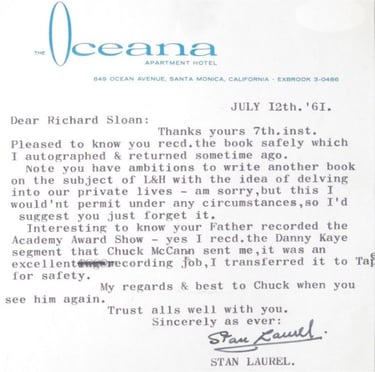 THE Oceana
APARTMENT HOTEL
849 OCEAN AVENUE, SANTA MONICA, CALIFORNIA - EXBROOK 3-0486
JULY 12th.'61.
Dear Richard Sloan:
Thanks yours 7th.inst.
Pleased to know you recd.the book safely which
I autographed & returned sometime ago.
Note you have ambitions to write another book
on the subject of L&H with the idea of delving
into our private lives - am sorry,but this I
would'nt permit under any circumstances,so I'd
suggest you just forget it.
Interesting to know your Father recorded the
Academy Award Show - yes I recd.the Danny Kaye
segment that Chuck McCann sent me,it was an
excellent recording job,I transferred it to Tap
for safety.
My regards & best to Chuck when you
see him again.
Trust alls well with you.
Sincerely as ever:
Stan Laurel.
STAN LAUREL.